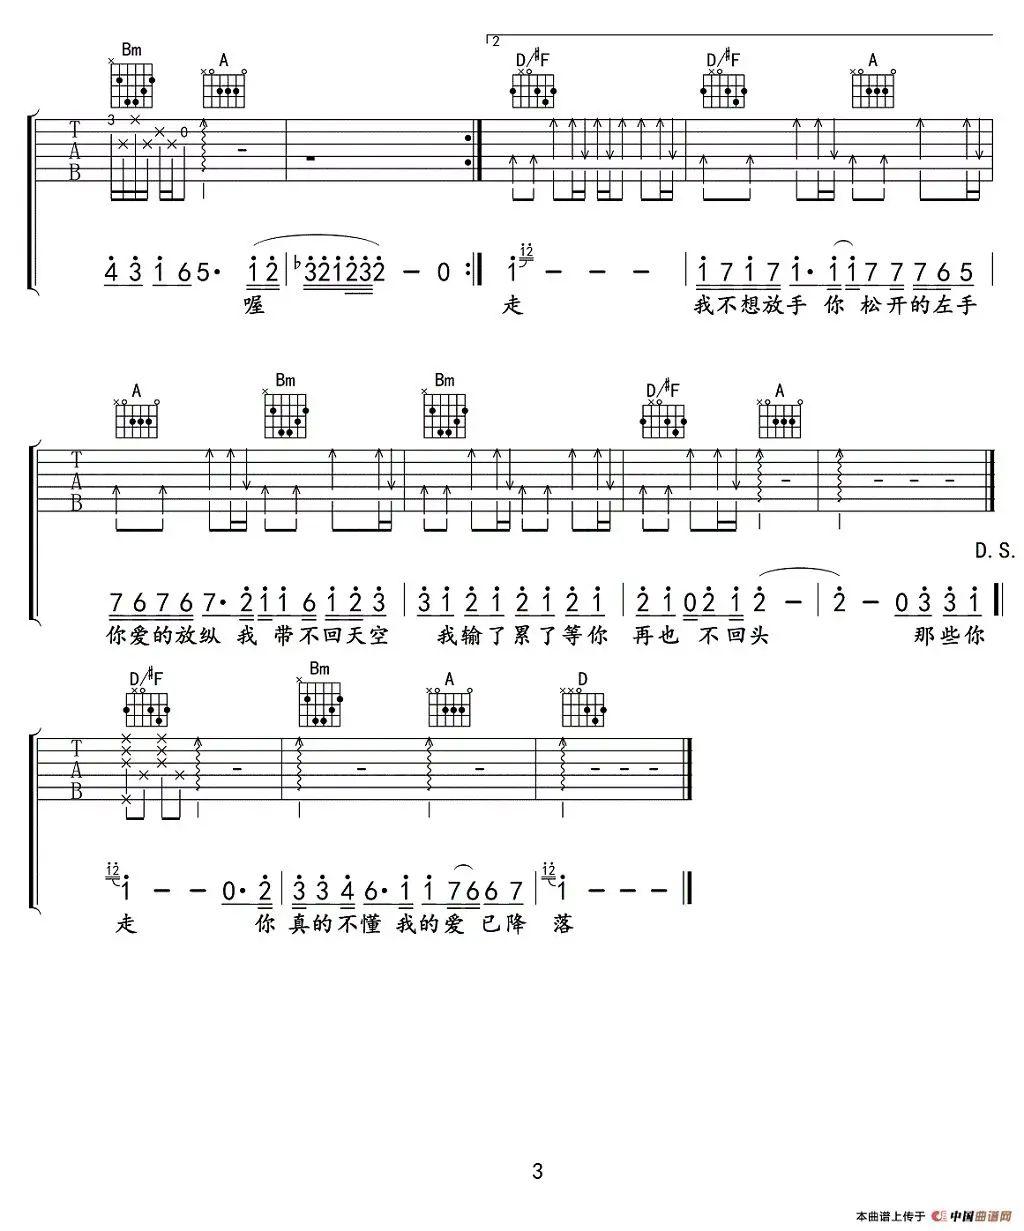 2
Bm A D/#F D/#F A
3 0
T
A
B
4 3 1 6 5· 1 2 | ♭3 2 1 2 3 2 – 0 :| 12 1 – – – | 1 7 1 7 1· 1 1 7 7 7 6 5
喔 走 我不想放手 你 松开的左手
A Bm Bm D/#F A
T
A
B
D.S.
7 6 7 6 7· 2 1 1 6 1 2 3 | 3 1 2 1 2 1 2 1 | 2 1 0 2 1 2 – | 2 – 0 3 3 1 ||
你爱的放纵 我 带不回天空 我输了累了等你 再也 不回头 那些你
D/#F Bm A D
T
A
B
12 1 – – 0· 2 | 3 3 4 6· 1 1 7 6 6 7 | 12 1 – – – ||
走 你 真的不懂 我的爱 已降 落
3
本曲谱上传于 中国曲谱网